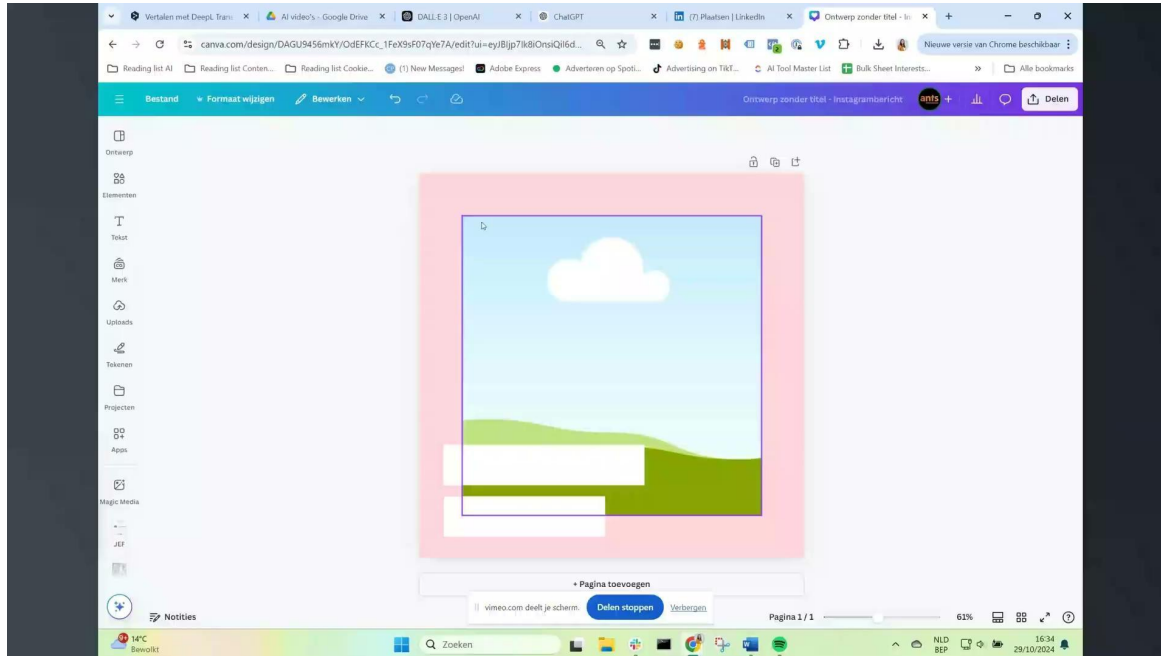 Vertalen met DeepL Trans
AI video's - Google Drive
DALL·E 3 | OpenAI
ChatGPT
(7) Plaatsen | LinkedIn
Ontwerp zonder titel - In
canva.com/design/DAGU9456mkY/OdEFKCc_1FeX9sF07qYe7A/edit?ui=eyJBIjp7Ik8iOnsiQiI6d...
Nieuwe versie van Chrome beschikbaar
Reading list AI
Reading list Conten...
Reading list Cookie...
(1) New Messages!
Adobe Express
Adverteren op Spoti...
Advertising on TikT...
AI Tool Master List
Bulk Sheet Interests...
Alle bookmarks
Bestand
Formaat wijzigen
Bewerken
Ontwerp zonder titel - Instagrambericht
ants
Delen
Ontwerp
Elementen
Tekst
Merk
Uploads
Tekenen
Projecten
Apps
Magic Media
JEF
+ Pagina toevoegen
Notities
vimeo.com deelt je scherm.
Delen stoppen
Verbergen
Pagina 1 / 1
61%
14°C
Bewolkt
Zoeken
NLD
BEP
16:34
29/10/2024